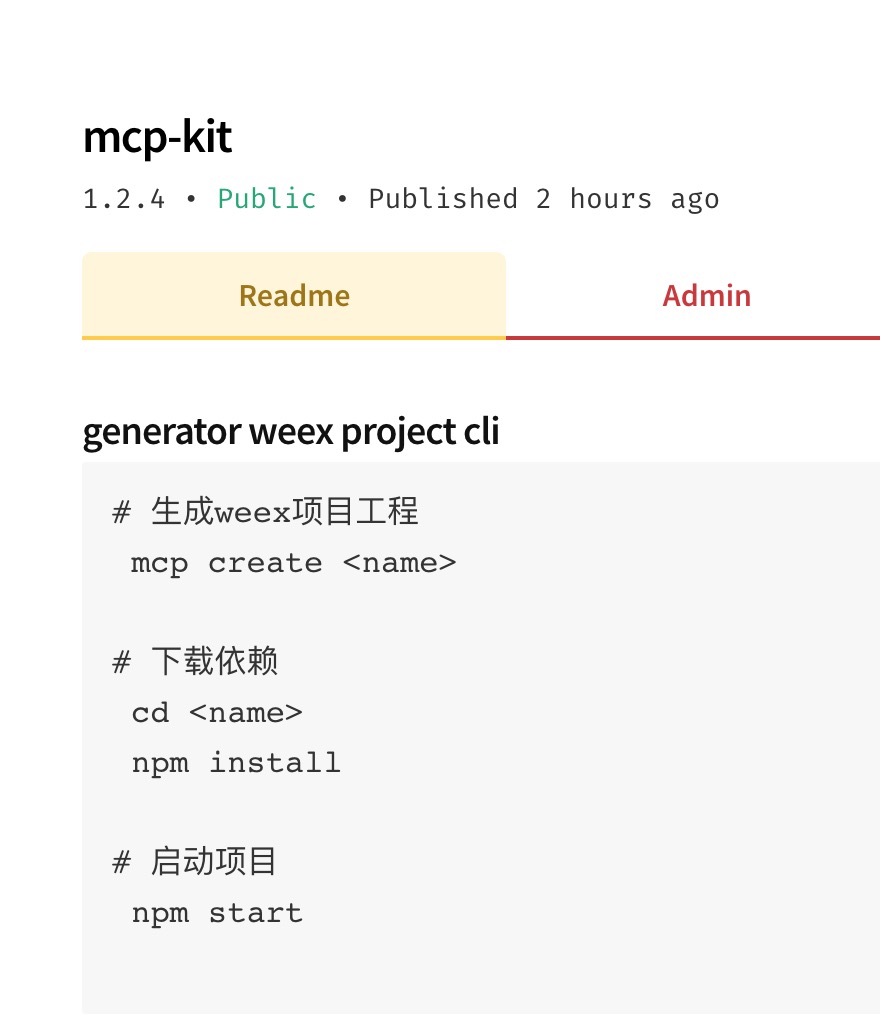 mcp-kit
1.2.4 • Public • Published 2 hours ago
Readme
Admin
generator weex project cli
# 生成weex项目工程
mcp create <name>
# 下载依赖
cd <name>
npm install
# 启动项目
npm start